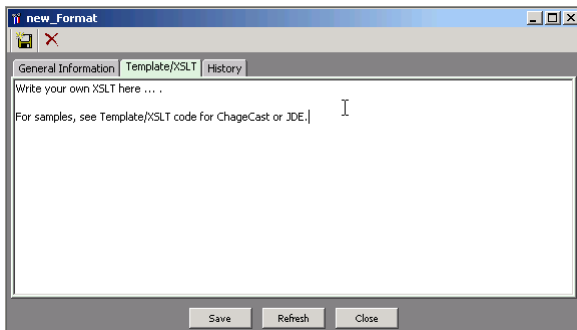 new_Format
General Information Template/XSLT History
Write your own XSLT here ... .
For samples, see Template/XSLT code for ChageCast or JDE.
Save Refresh Close